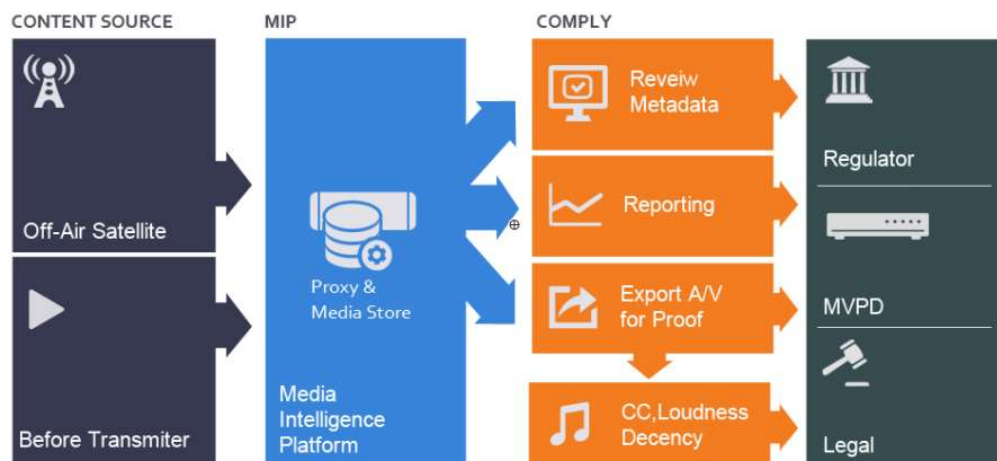 CONTENT SOURCE
MIP
COMPLY
Off-Air Satellite
Before Transmiter
Proxy &
Media Store
Media
Intelligence
Platform
Reveiw
Metadata
Reporting
Export A/V
for Proof
CC,Loudness
Decency
Regulator
MVPD
Legal